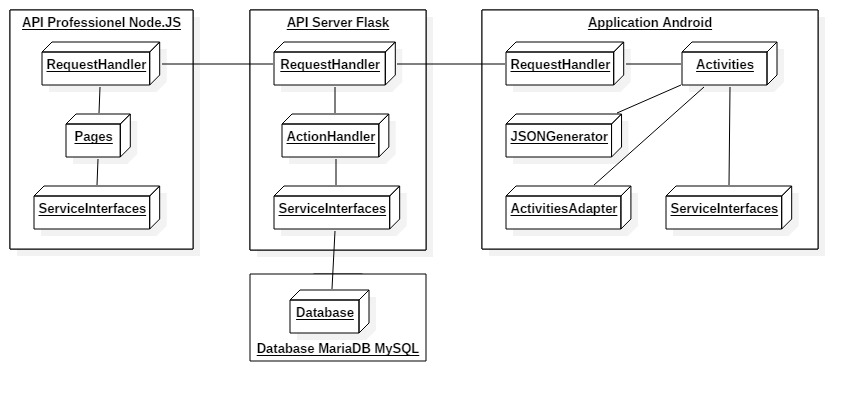 API Professionel Node.JS
RequestHandler
Pages
ServiceInterfaces
API Server Flask
RequestHandler
ActionHandler
ServiceInterfaces
Database
Database MariaDB MySQL
Application Android
RequestHandler
Activities
JSONGenerator
ActivitiesAdapter
ServiceInterfaces